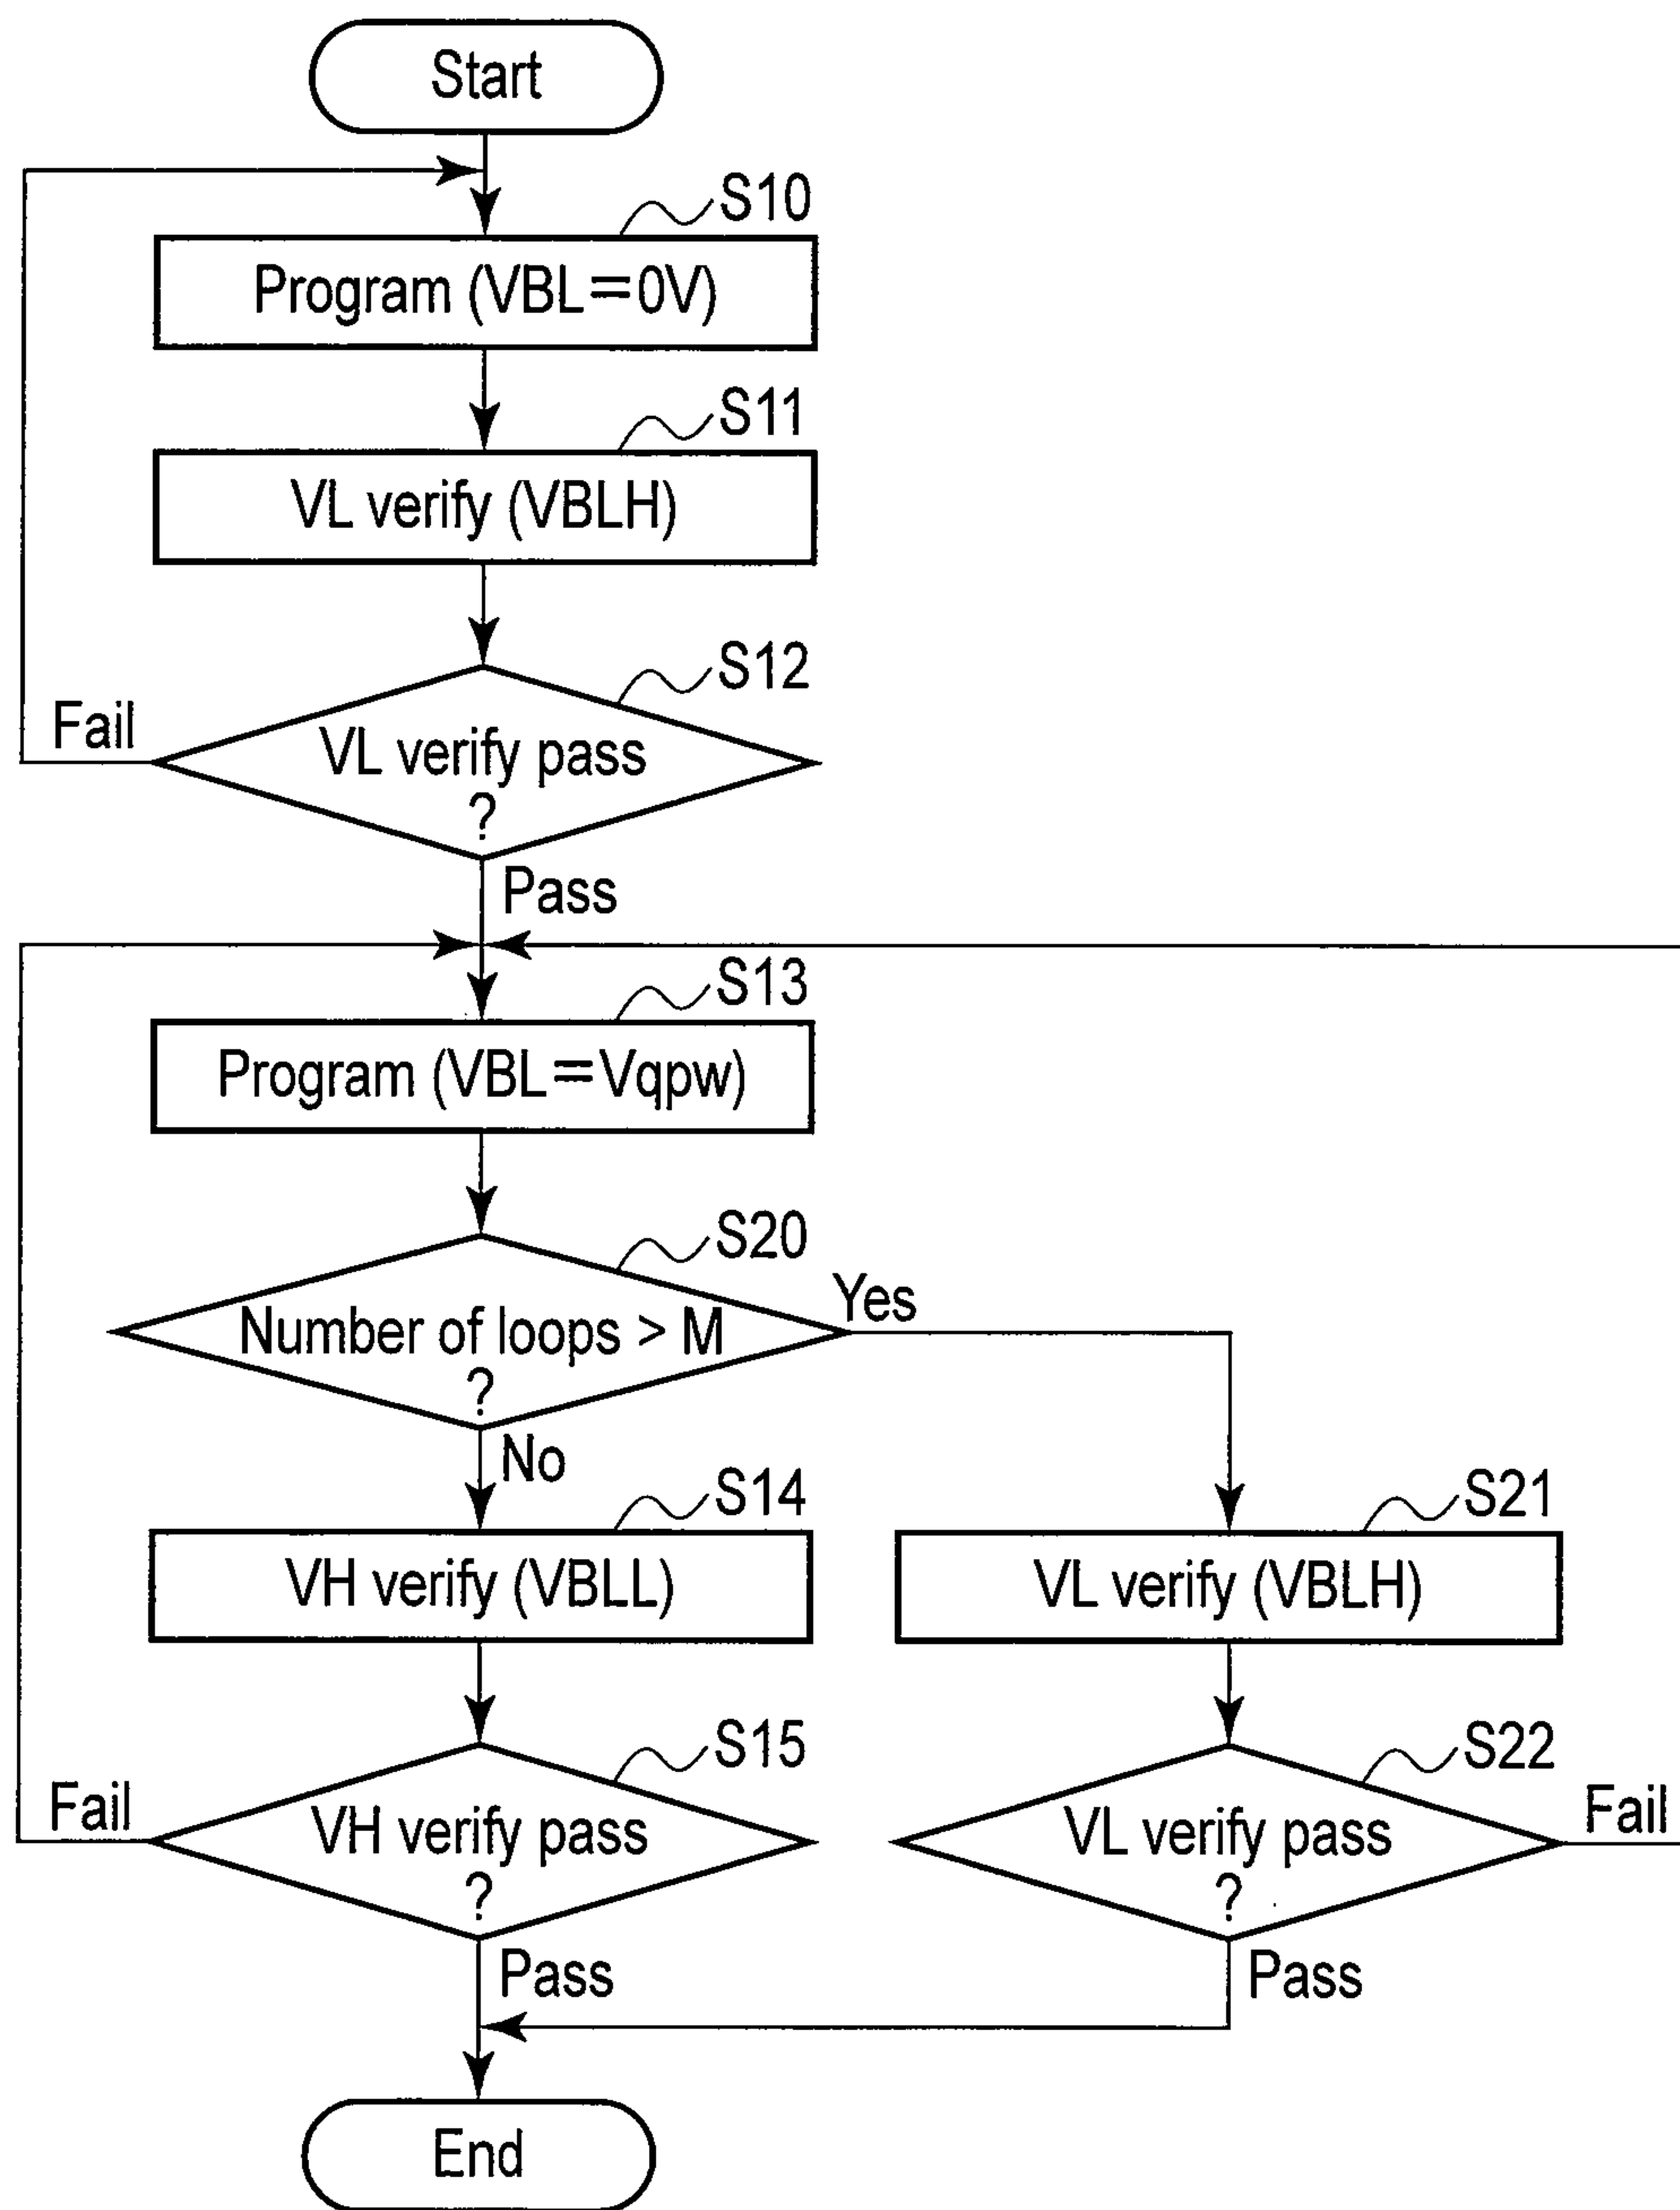 Start
S10
Program (VBL=0V)
S11
VL verify (VBLH)
S12
VL verify pass
?
Fail
Pass
S13
Program (VBL=Vqpw)
S20
Number of loops > M
?
Yes
No
S14
VH verify (VBLL)
S21
VL verify (VBLH)
S15
VH verify pass
?
Fail
Pass
S22
VL verify pass
?
Fail
Pass
End